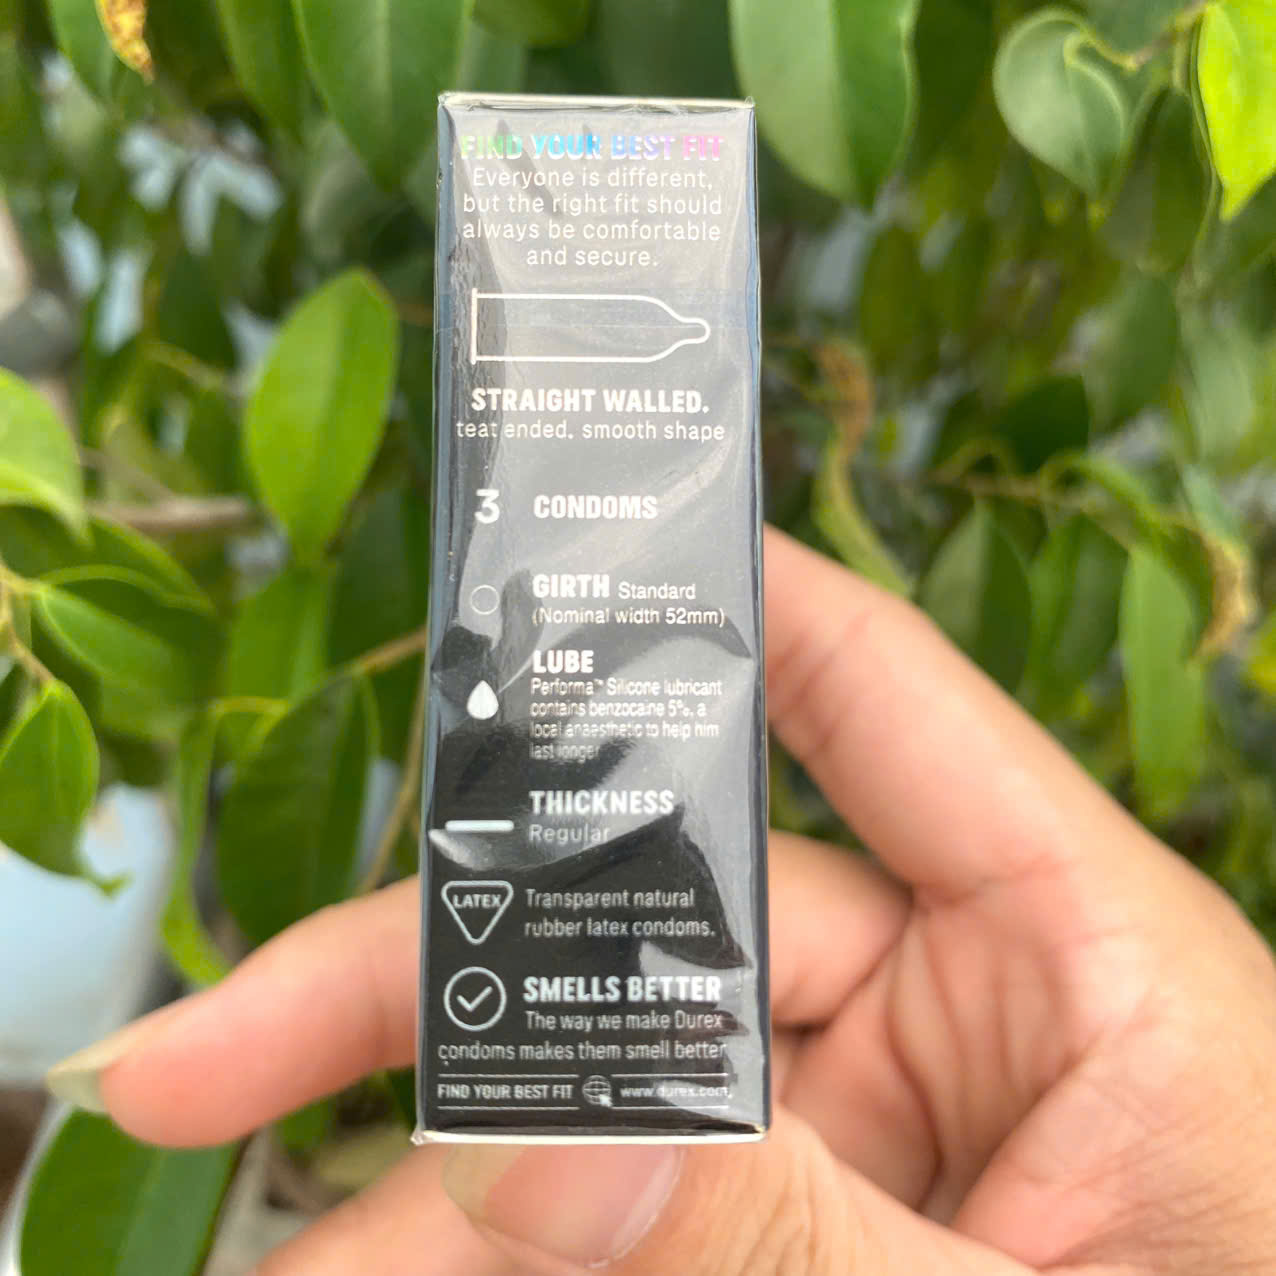 FIND YOUR BEST FIT
Everyone is different,
but the right fit should
always be comfortable
and secure.
STRAIGHT WALLED.
teat ended. smooth shape
3 CONDOMS
GIRTH Standard
(Nominal width 52mm)
LUBE
Performa™ Silicone lubricant
contains benzocaine 5%, a
local anaesthetic to help him
last longer
THICKNESS
Regular
LATEX Transparent natural
rubber latex condoms.
SMELLS BETTER
The way we make Durex
condoms makes them smell better
FIND YOUR BEST FIT www.durex.com